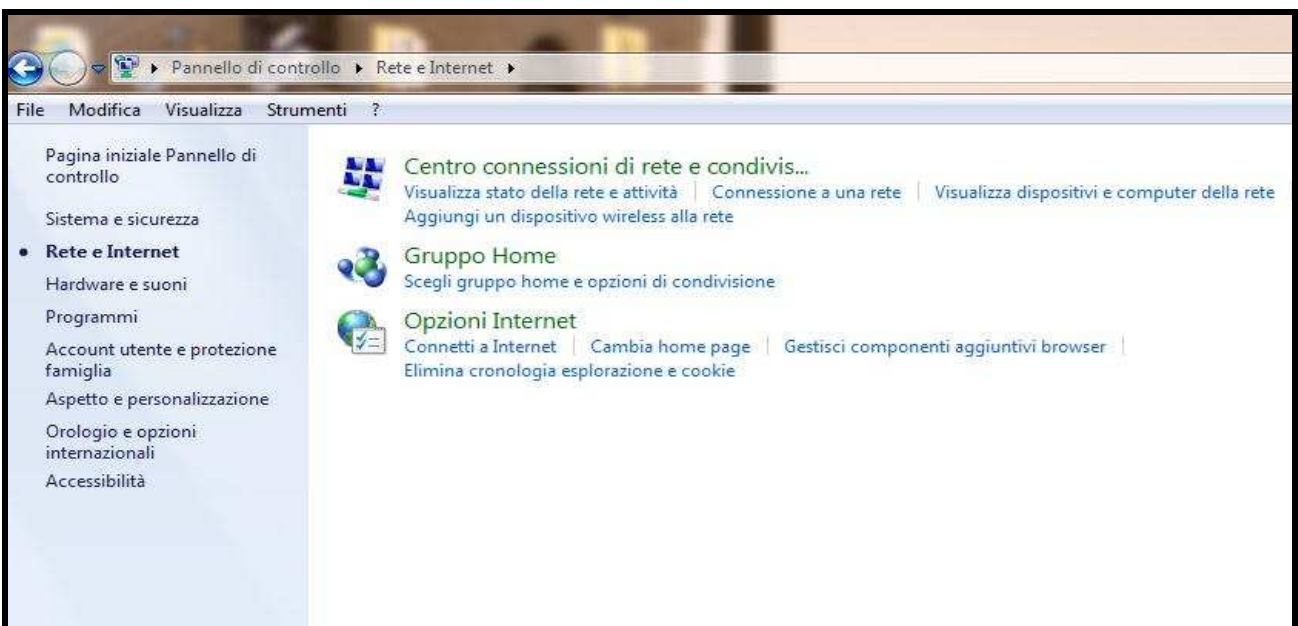 Pannello di controllo Rete e Internet
File Modifica Visualizza Strumenti ?
Pagina iniziale Pannello di
controllo
Sistema e sicurezza
Rete e Internet
Hardware e suoni
Programmi
Account utente e protezione
famiglia
Aspetto e personalizzazione
Orologio e opzioni
internazionali
Accessibilità
Centro connessioni di rete e condivis...
Visualizza stato della rete e attività Connessione a una rete Visualizza dispositivi e computer della rete
Aggiungi un dispositivo wireless alla rete
Gruppo Home
Scegli gruppo home e opzioni di condivisione
Opzioni Internet
Connetti a Internet Cambia home page Gestisci componenti aggiuntivi browser
Elimina cronologia esplorazione e cookie